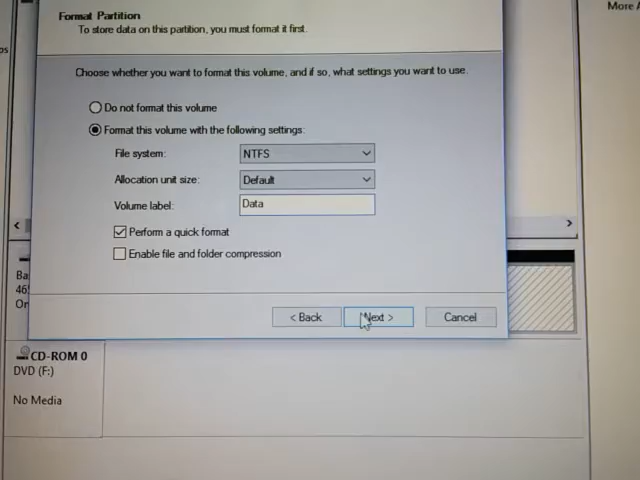 More
Format Partition
To store data on this partition, you must format it first.
Choose whether you want to format this volume, and if so, what settings you want to use.
Do not format this volume
Format this volume with the following settings:
File system: NTFS
Allocation unit size: Default
Volume label: Data
Perform a quick format
Enable file and folder compression
< Back Next > Cancel
Ba
46
On
CD-ROM 0
DVD (F:)
No Media